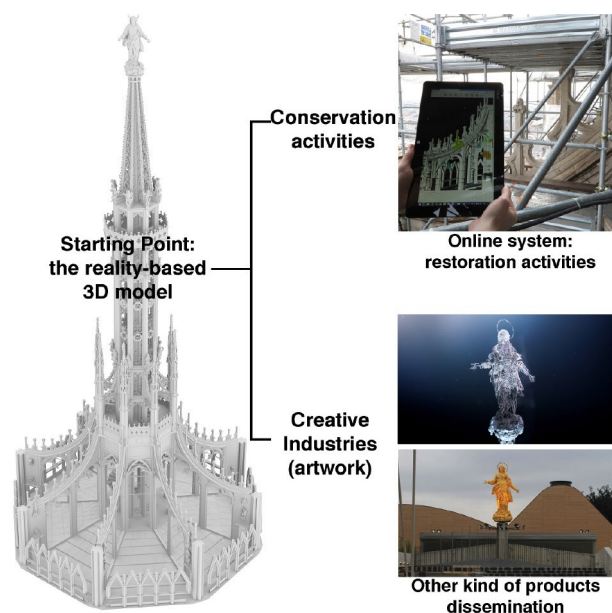 Starting Point:
the reality-based
3D model
Conservation
activities
Online system:
restoration activities
Creative
Industries
(artwork)
Other kind of products
dissemination